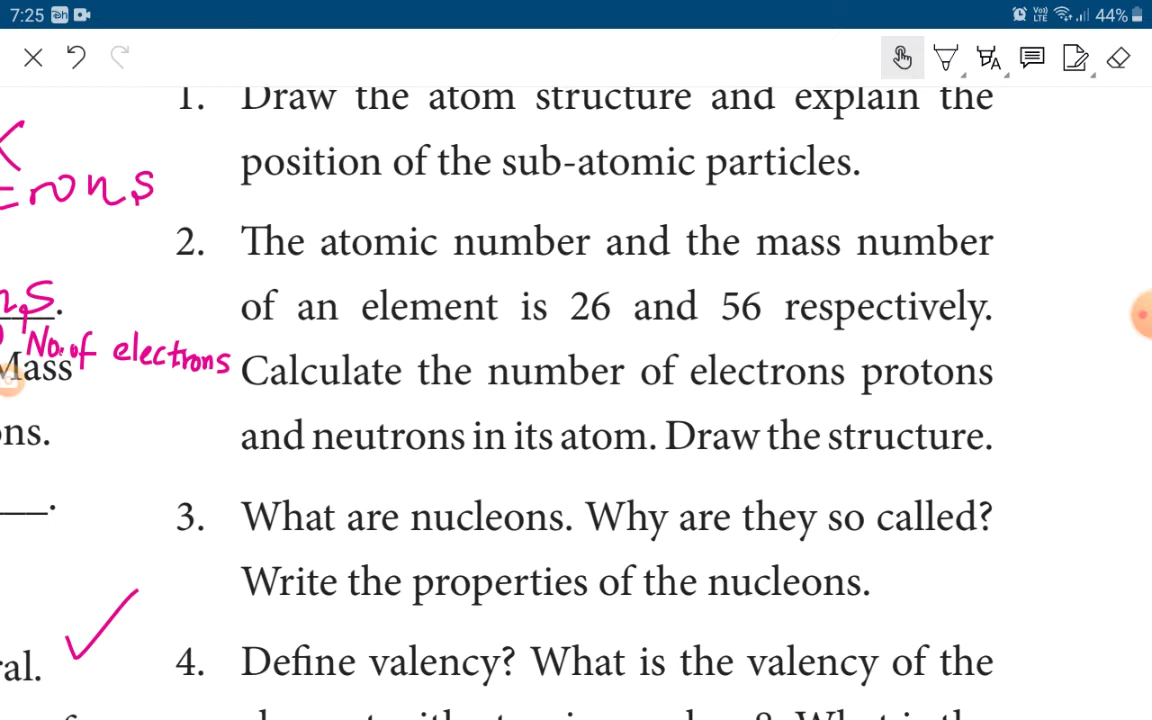 7:25
44%
1. Draw the atom structure and explain the
position of the sub-atomic particles.
2. The atomic number and the mass number
of an element is 26 and 56 respectively.
Calculate the number of electrons protons
and neutrons in its atom. Draw the structure.
3. What are nucleons. Why are they so called?
Write the properties of the nucleons.
4. Define valency? What is the valency of the
No. of electrons
Mass
ons.
___.
ral.